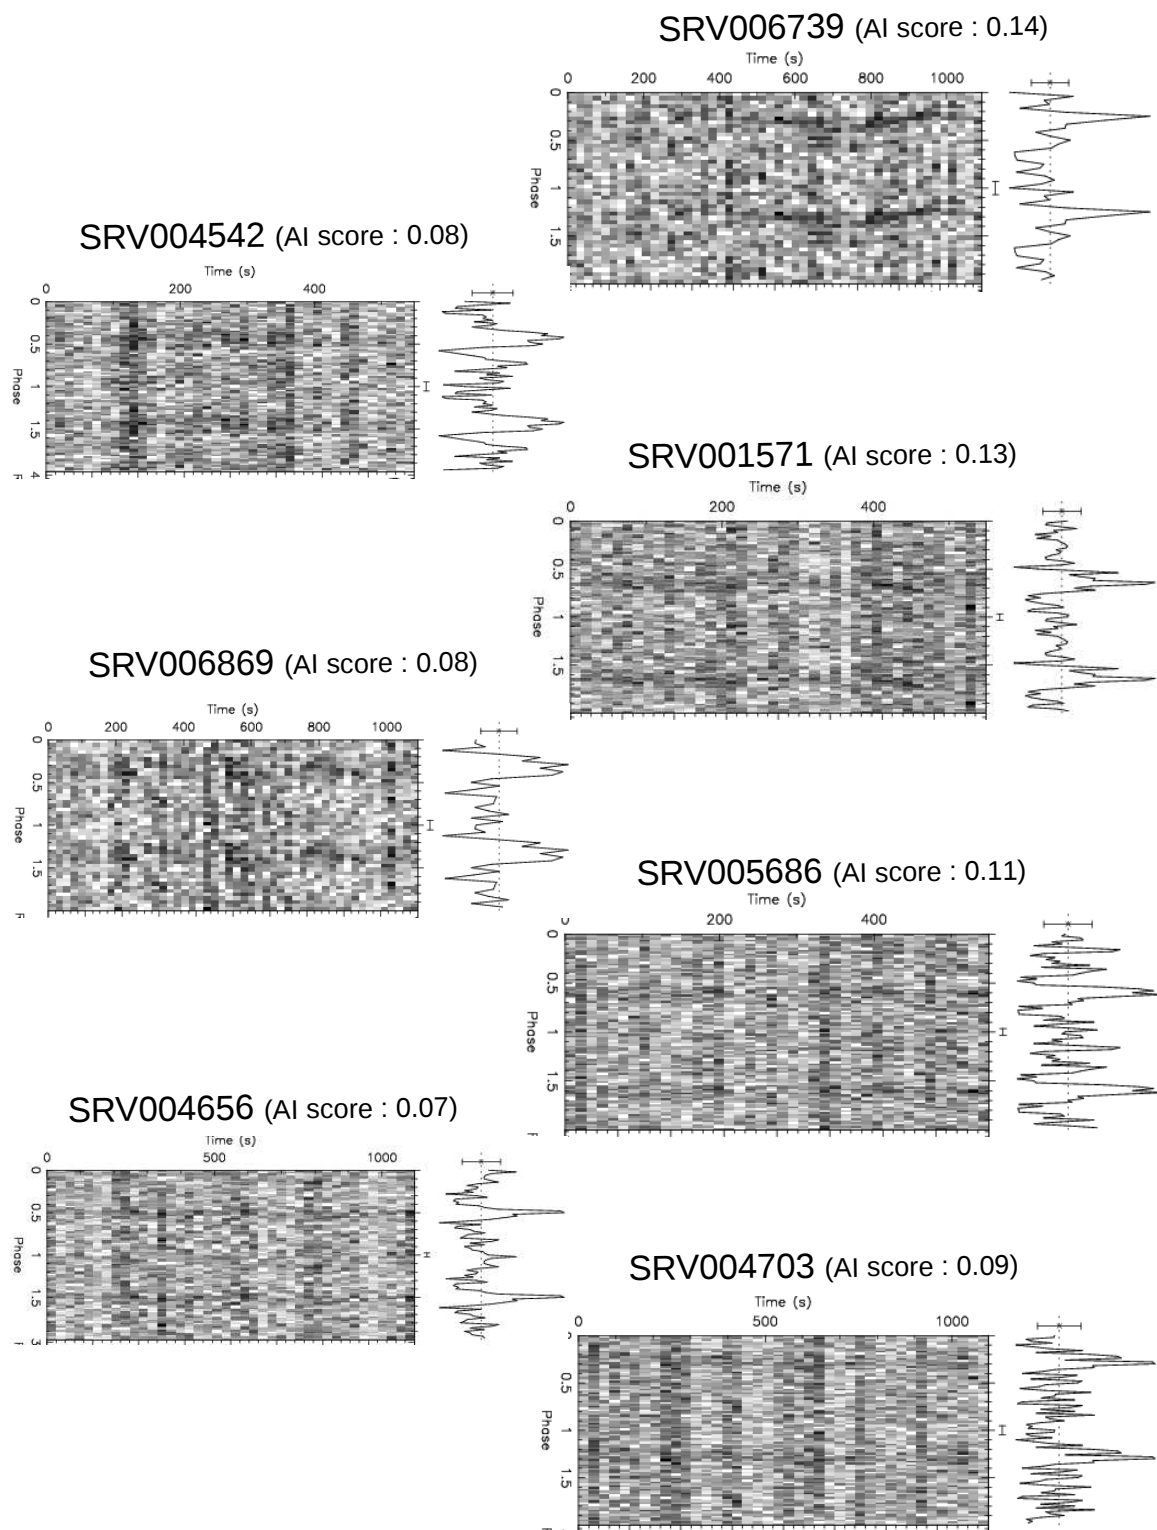 SRV006739 (AI score : 0.14)
Time (s)
0 200 400 600 800 1000
0 0.5 1 1.5
Phase
SRV004542 (AI score : 0.08)
Time (s)
0 200 400
0 0.5 1 1.5
Phase
4
SRV001571 (AI score : 0.13)
Time (s)
0 200 400
0 0.5 1 1.5
Phase
SRV006869 (AI score : 0.08)
Time (s)
0 200 400 600 800 1000
0 0.5 1 1.5
Phase
SRV005686 (AI score : 0.11)
Time (s)
0 200 400
0 0.5 1 1.5
Phase
SRV004656 (AI score : 0.07)
Time (s)
0 500 1000
0 0.5 1 1.5
Phase
SRV004703 (AI score : 0.09)
Time (s)
0 500 1000
0 0.5 1 1.5
Phase